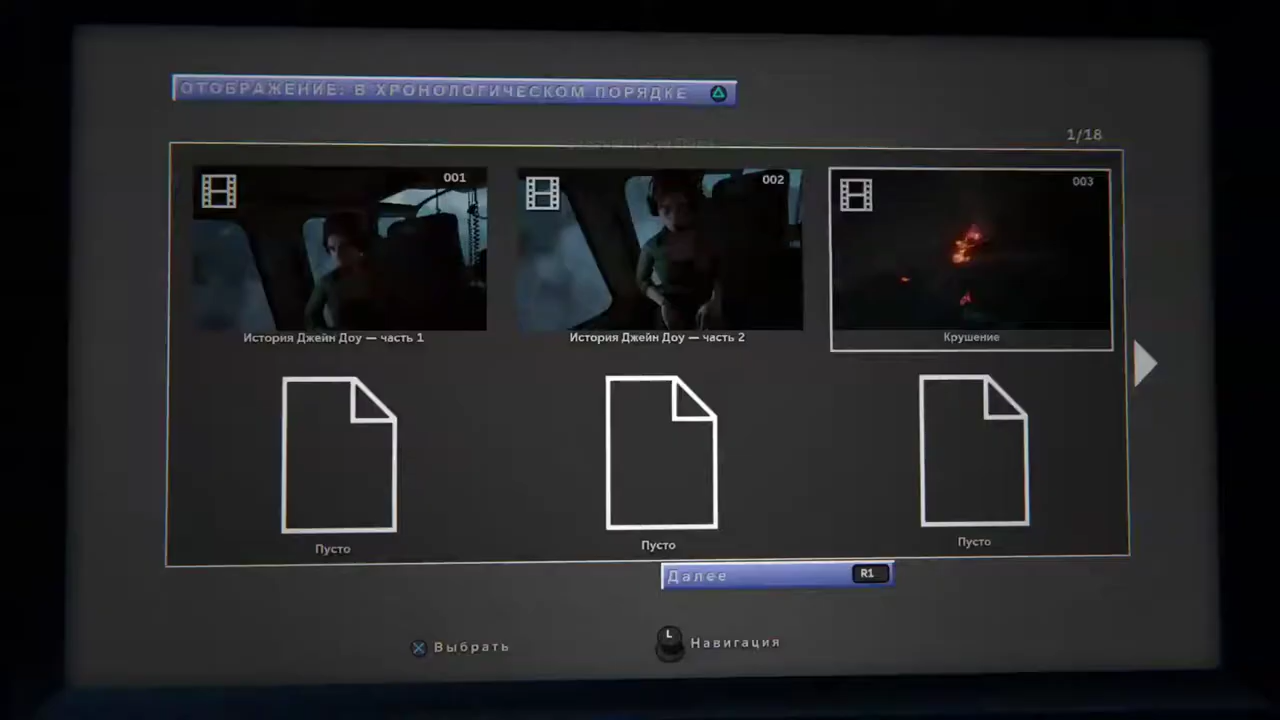 ОТОБРАЖЕНИЕ: В ХРОНОЛОГИЧЕСКОМ ПОРЯДКЕ
1/18
001
002
003
История Джейн Доу — часть 1
История Джейн Доу — часть 2
Крушение
Пусто
Пусто
Пусто
Далее R1
Выбрать
L Навигация